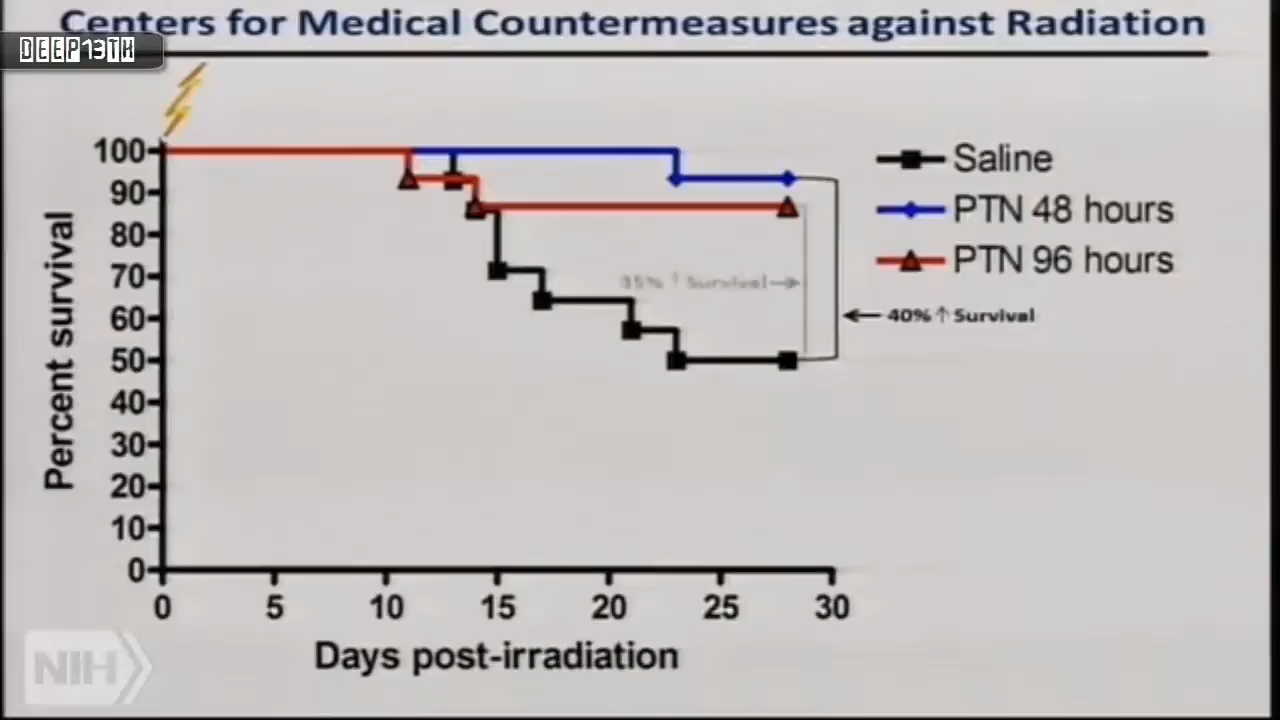 Centers for Medical Countermeasures against Radiation
DEEP13TH
100
90
80
70
60
50
40
30
20
10
0
Percent survival
0 5 10 15 20 25 30
Days post-irradiation
Saline
PTN 48 hours
PTN 96 hours
35% ↑ Survival
40% ↑ Survival
NIH